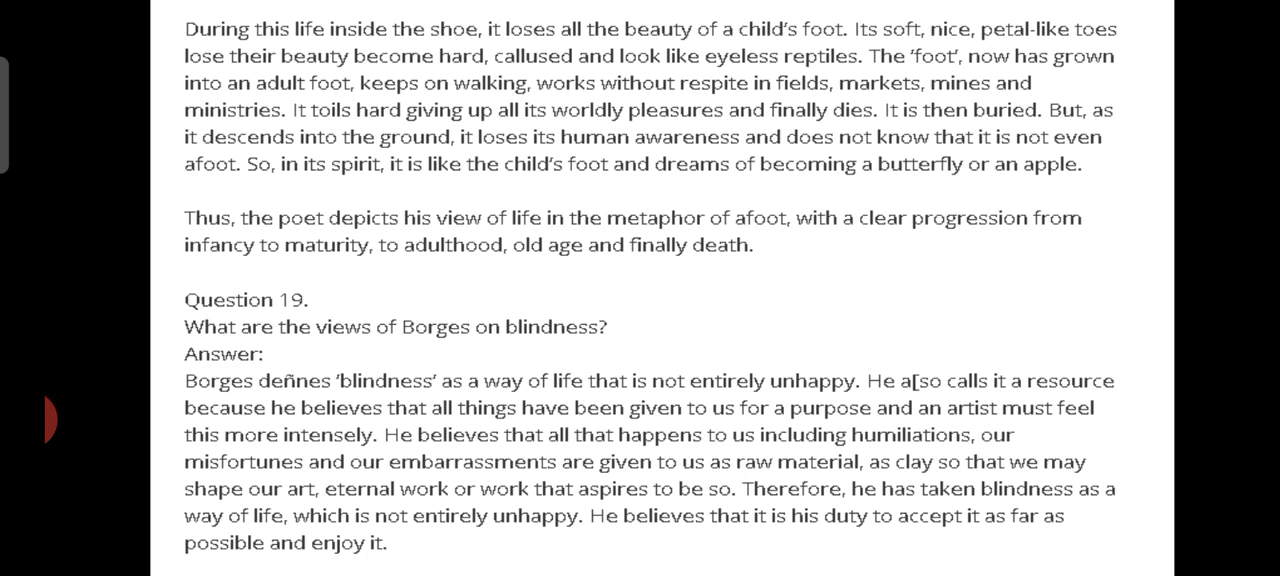 During this life inside the shoe, it loses all the beauty of a child's foot. Its soft, nice, petal-like toes
lose their beauty become hard, callused and look like eyeless reptiles. The 'foot', now has grown
into an adult foot, keeps on walking, works without respite in fields, markets, mines and
ministries. It toils hard giving up all its worldly pleasures and finally dies. It is then buried. But, as
it descends into the ground, it loses its human awareness and does not know that it is not even
afoot. So, in its spirit, it is like the child's foot and dreams of becoming a butterfly or an apple.
Thus, the poet depicts his view of life in the metaphor of afoot, with a clear progression from
infancy to maturity, to adulthood, old age and finally death.
Question 19.
What are the views of Borges on blindness?
Answer:
Borges deñnes 'blindness' as a way of life that is not entirely unhappy. He a[so calls it a resource
because he believes that all things have been given to us for a purpose and an artist must feel
this more intensely. He believes that all that happens to us including humiliations, our
misfortunes and our embarrassments are given to us as raw material, as clay so that we may
shape our art, eternal work or work that aspires to be so. Therefore, he has taken blindness as a
way of life, which is not entirely unhappy. He believes that it is his duty to accept it as far as
possible and enjoy it.